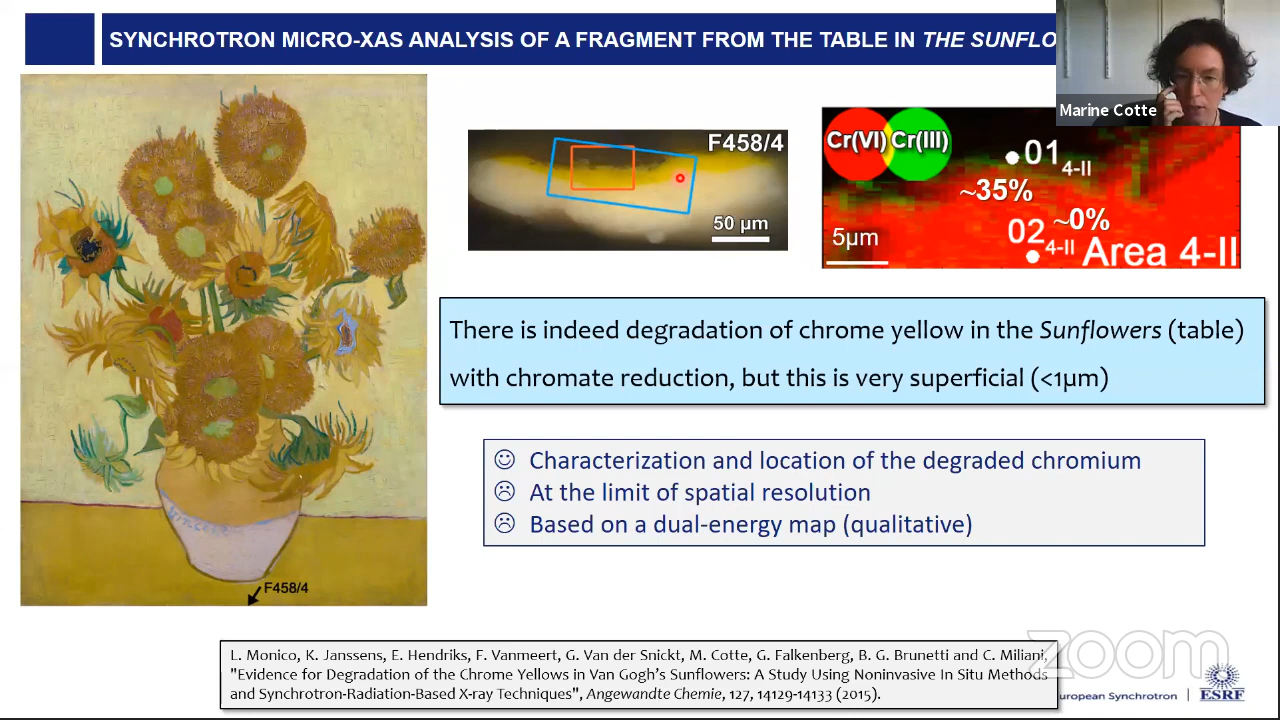 SYNCHROTRON MICRO-XAS ANALYSIS OF A FRAGMENT FROM THE TABLE IN THE SUNFLO
Marine Cotte
F458/4
50 µm
Cr(VI) Cr(III)
01 4-II
~35%
~0%
02 4-II
5µm
Area 4-II
There is indeed degradation of chrome yellow in the Sunflowers (table)
with chromate reduction, but this is very superficial (<1µm)
☺ Characterization and location of the degraded chromium
☹ At the limit of spatial resolution
☹ Based on a dual-energy map (qualitative)
Vincent
F458/4
L. Monico, K. Janssens, E. Hendriks, F. Vanmeert, G. Van der Snickt, M. Cotte, G. Falkenberg, B. G. Brunetti and C. Miliani,
"Evidence for Degradation of the Chrome Yellows in Van Gogh's Sunflowers: A Study Using Noninvasive In Situ Methods
and Synchrotron-Radiation-Based X-ray Techniques", Angewandte Chemie, 127, 14129-14133 (2015).
zoom
uropean Synchrotron | ESRF